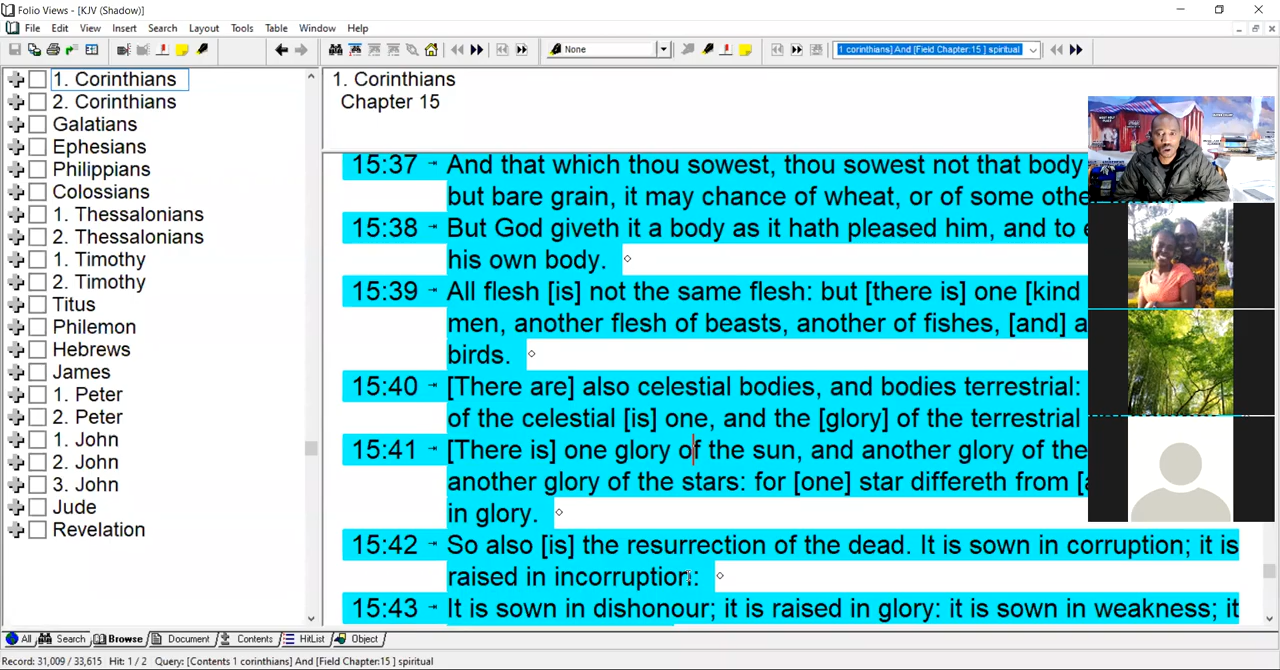 Folio Views - [KJV (Shadow)]
File Edit View Insert Search Layout Tools Table Window Help
None
1 corinthians] And [Field Chapter:15 ] spiritual
1. Corinthians
2. Corinthians
Galatians
Ephesians
Philippians
Colossians
1. Thessalonians
2. Thessalonians
1. Timothy
2. Timothy
Titus
Philemon
Hebrews
James
1. Peter
2. Peter
1. John
2. John
3. John
Jude
Revelation
1. Corinthians
Chapter 15
15:37 And that which thou sowest, thou sowest not that body
but bare grain, it may chance of wheat, or of some othe
15:38 But God giveth it a body as it hath pleased him, and to e
his own body.
15:39 All flesh [is] not the same flesh: but [there is] one [kind
men, another flesh of beasts, another of fishes, [and] a
birds.
15:40 [There are] also celestial bodies, and bodies terrestrial:
of the celestial [is] one, and the [glory] of the terrestrial
15:41 [There is] one glory of the sun, and another glory of the
another glory of the stars: for [one] star differeth from [a
in glory.
15:42 So also [is] the resurrection of the dead. It is sown in corruption; it is
raised in incorruption:
15:43 It is sown in dishonour; it is raised in glory: it is sown in weakness; it
All Search Browse Document Contents HitList Object
Record: 31,009 / 33,615 Hit: 1 / 2 Query: [Contents 1 corinthians] And [Field Chapter:15 ] spiritual